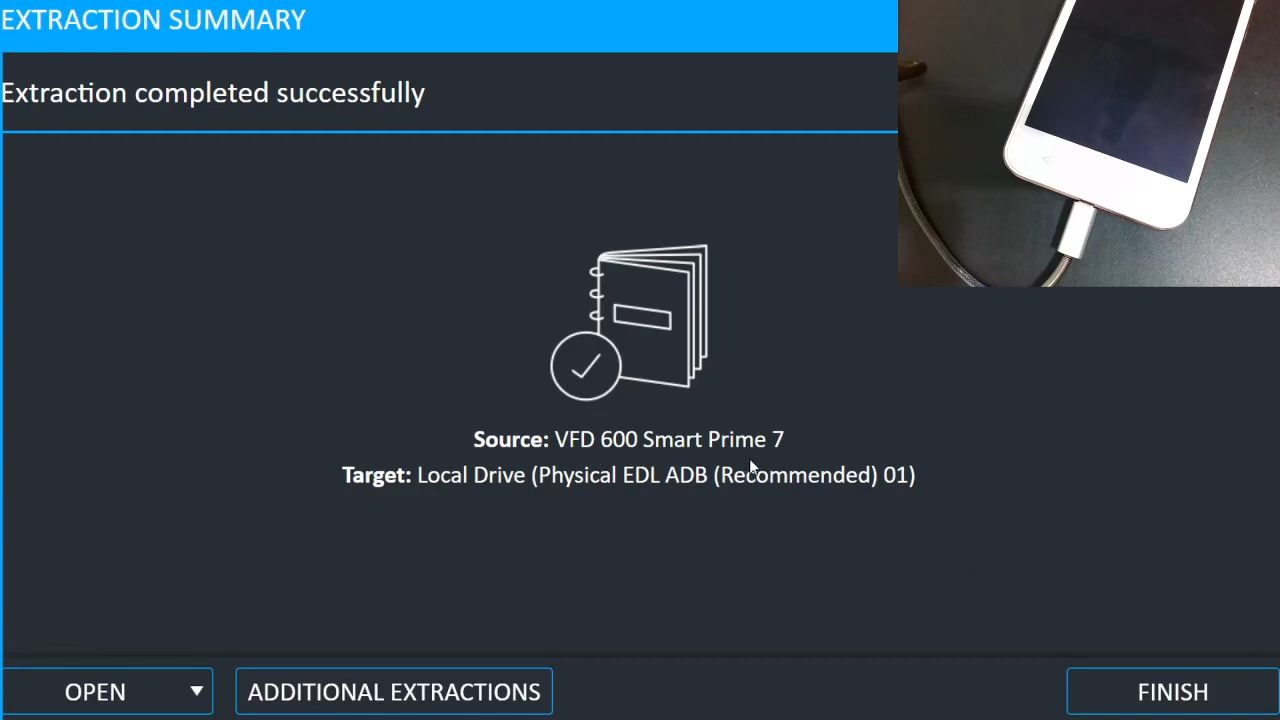 EXTRACTION SUMMARY
Extraction completed successfully
Source: VFD 600 Smart Prime 7
Target: Local Drive (Physical EDL ADB (Recommended) 01)
OPEN
ADDITIONAL EXTRACTIONS
FINISH